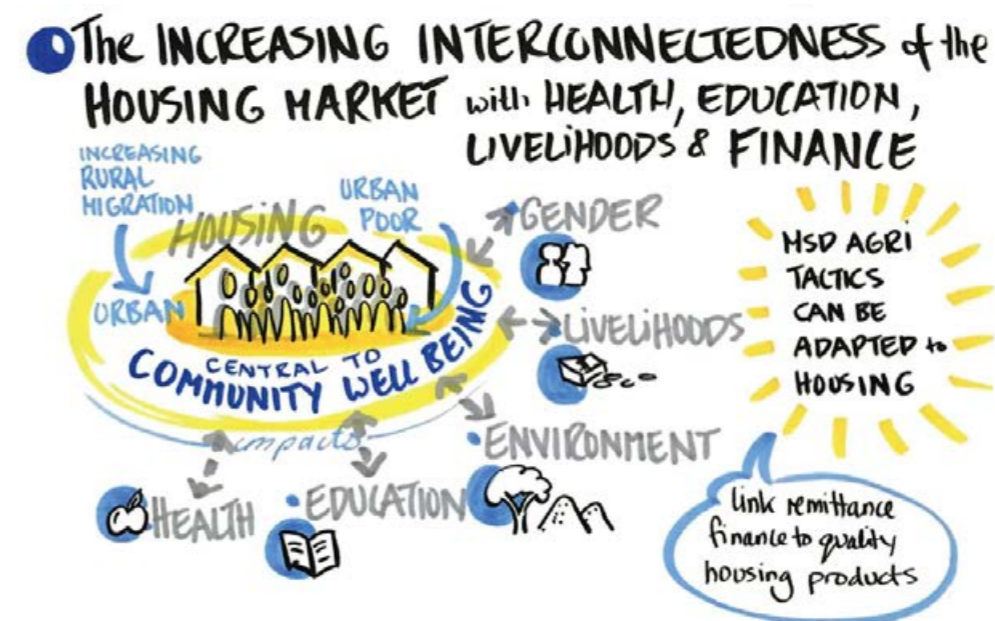 The INCREASING INTERCONNECTEDNESS of the
HOUSING MARKET with HEALTH, EDUCATION,
LIVELIHOODS & FINANCE
INCREASING
RURAL
MIGRATION
URBAN
HOUSING
URBAN
POOR
CENTRAL TO
COMMUNITY WELL BEING
impacts
GENDER
LIVELIHOODS
ENVIRONMENT
EDUCATION
HEALTH
MSD AGRI
TACTICS
CAN BE
ADAPTED to
HOUSING
link remittance
finance to quality
housing products